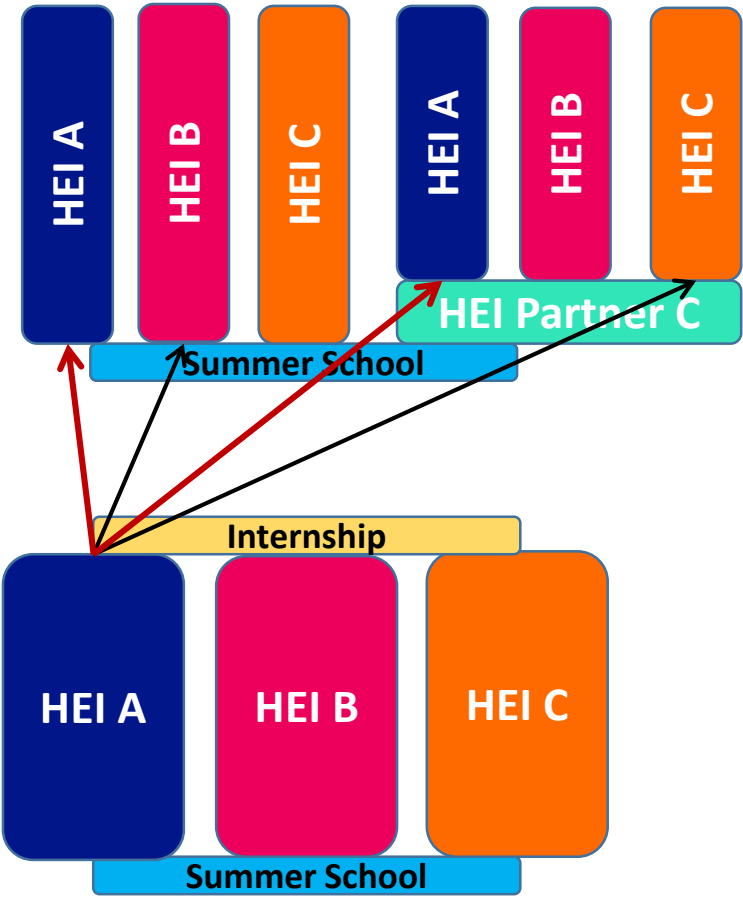 HEI A
HEI B
HEI C
HEI A
HEI B
HEI C
HEI Partner C
Summer School
Internship
HEI A
HEI B
HEI C
Summer School